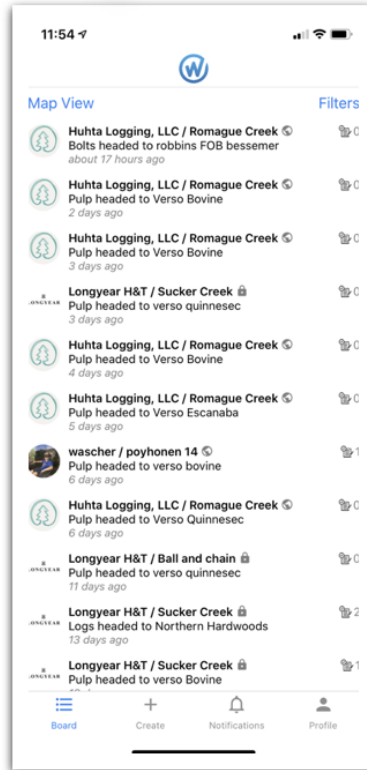 11:54
W
Map View Filters
Huhta Logging, LLC / Romague Creek 0
Bolts headed to robbins FOB bessemer
about 17 hours ago
Huhta Logging, LLC / Romague Creek 0
Pulp headed to Verso Bovine
2 days ago
Huhta Logging, LLC / Romague Creek 0
Pulp headed to Verso Bovine
3 days ago
LONGYEAR
Longyear H&T / Sucker Creek 0
Pulp headed to verso quinnesec
3 days ago
Huhta Logging, LLC / Romague Creek 0
Pulp headed to Verso Bovine
4 days ago
Huhta Logging, LLC / Romague Creek 0
Pulp headed to Verso Escanaba
5 days ago
wascher / poyhonen 14 1
Pulp headed to verso bovine
6 days ago
Huhta Logging, LLC / Romague Creek 0
Pulp headed to Verso Quinnesec
6 days ago
LONGYEAR
Longyear H&T / Ball and chain 0
Pulp headed to verso quinnesec
11 days ago
LONGYEAR
Longyear H&T / Sucker Creek 2
Logs headed to Northern Hardwoods
13 days ago
LONGYEAR
Longyear H&T / Sucker Creek 1
Pulp headed to verso Bovine
Board Create Notifications Profile